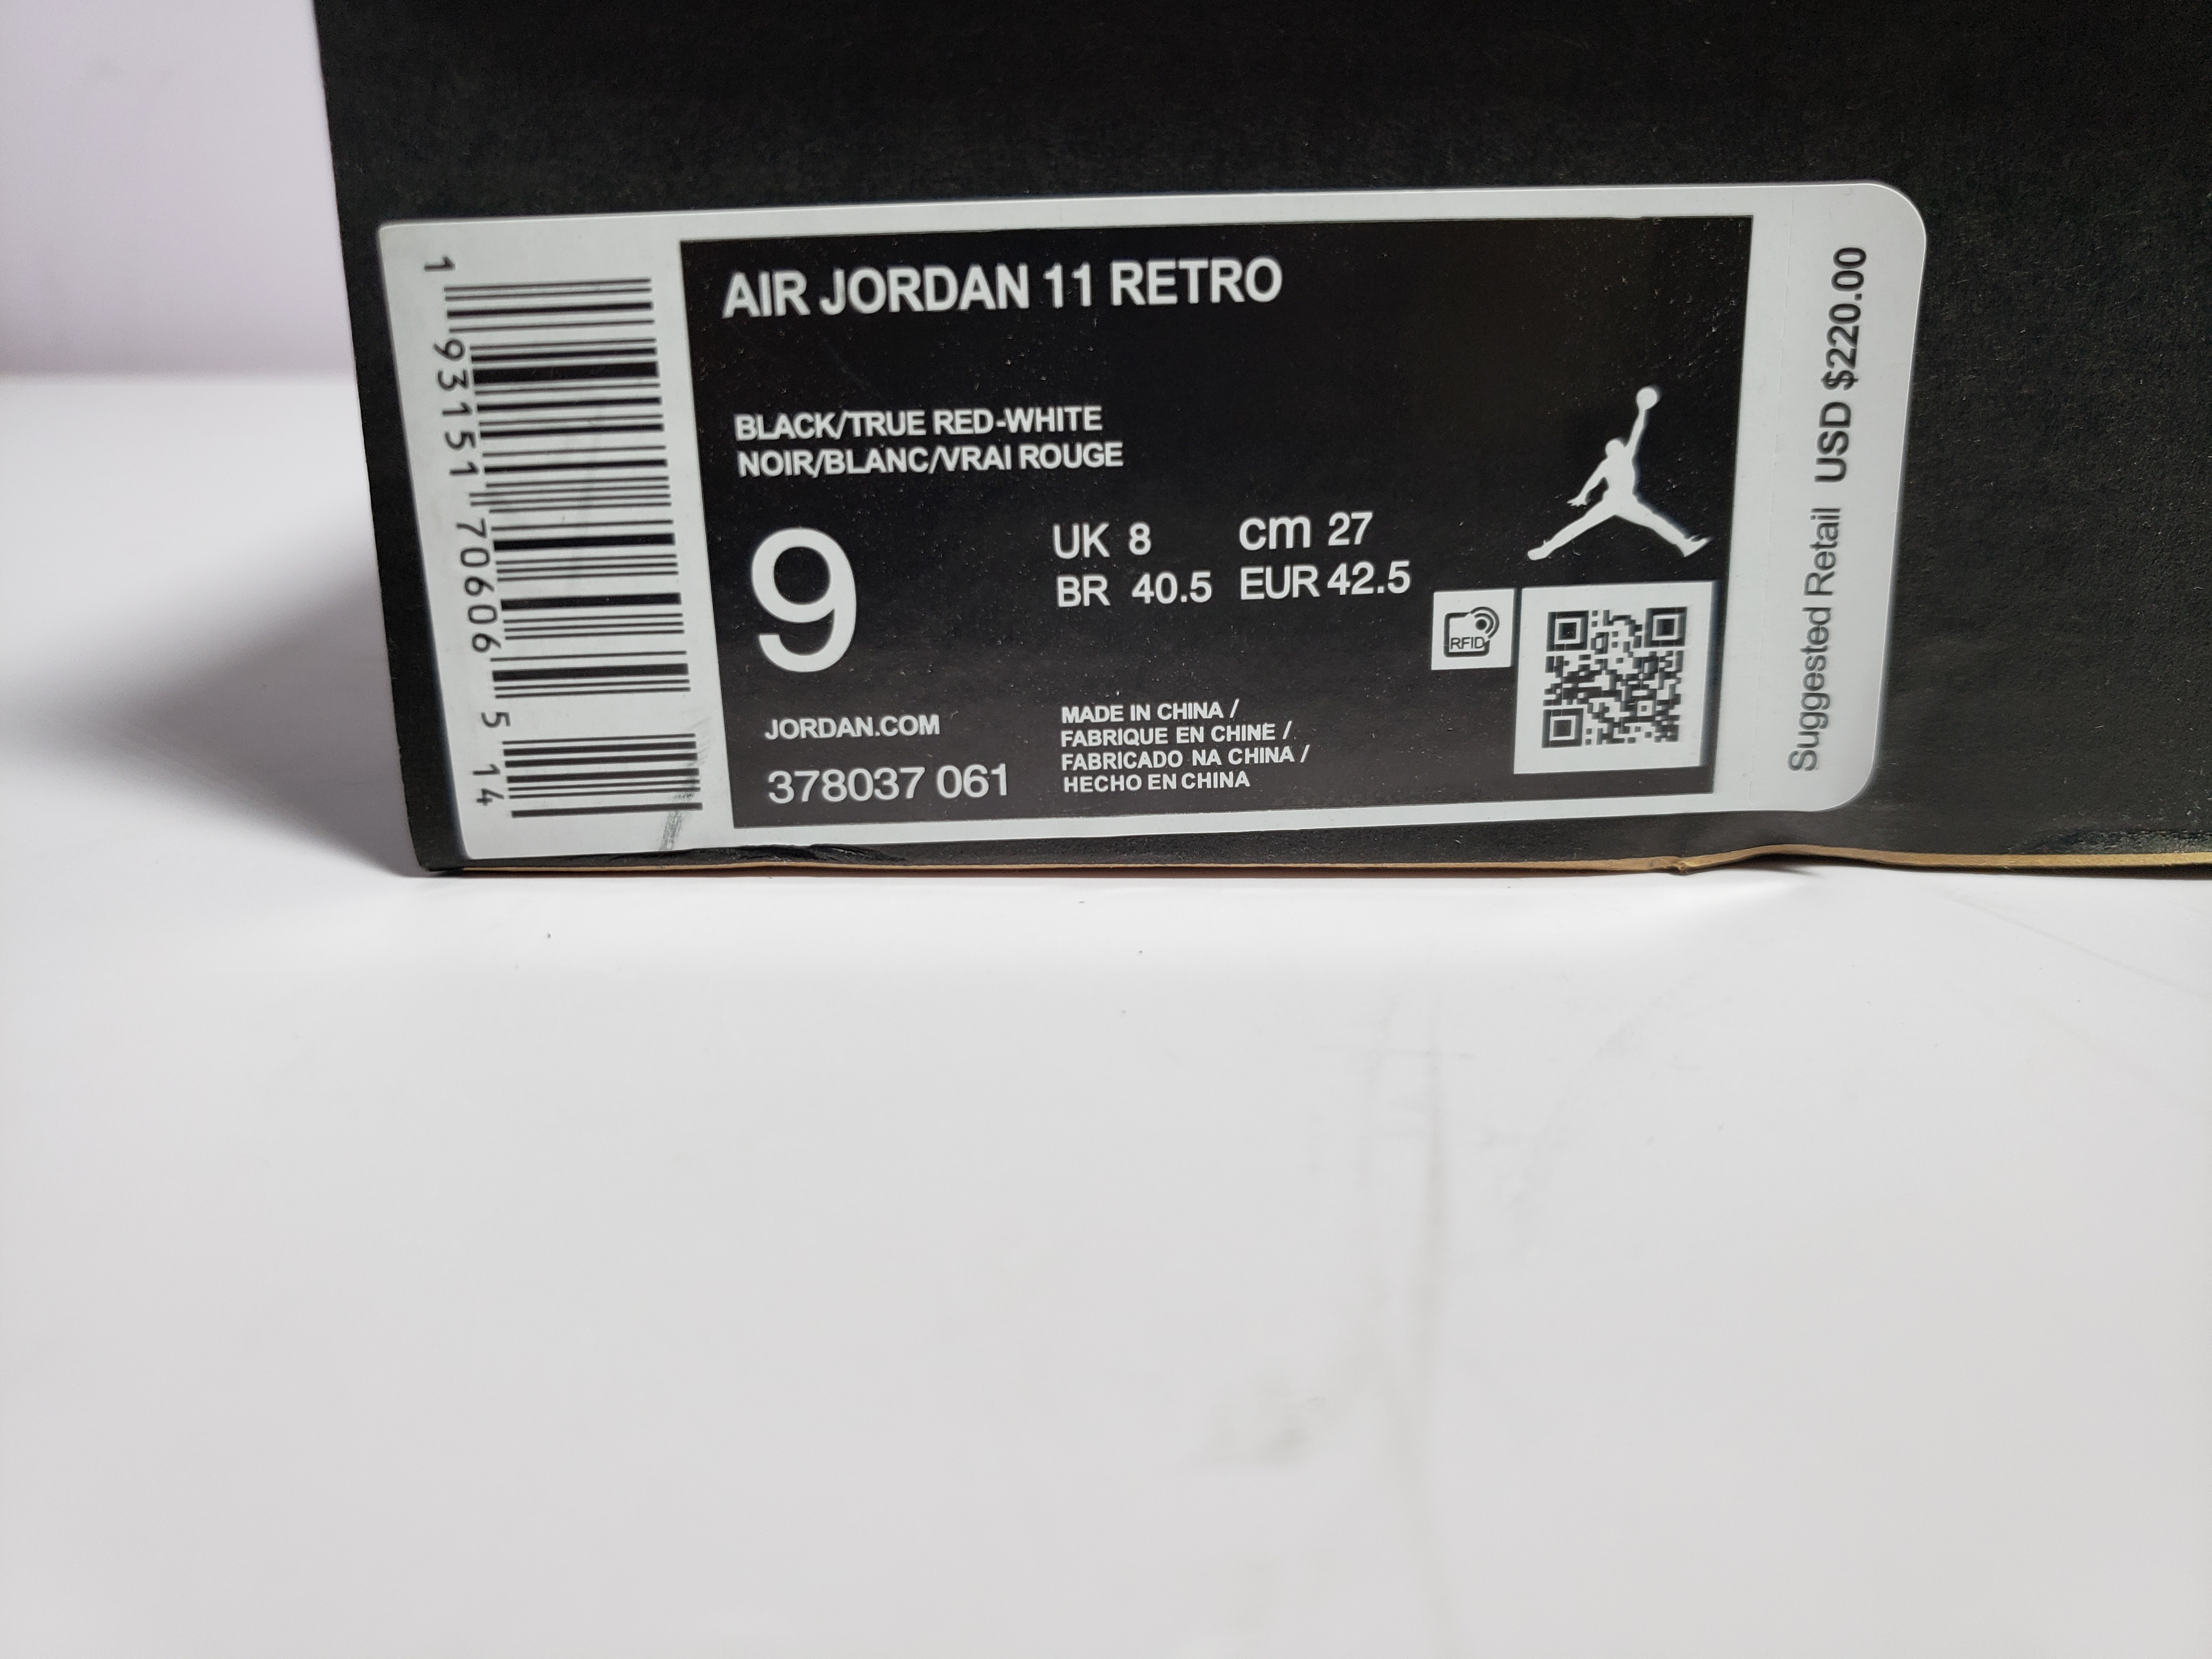 1 93151 70606 5 14
AIR JORDAN 11 RETRO
BLACK/TRUE RED-WHITE
NOIR/BLANC/VRAI ROUGE
9
UK 8 cm 27
BR 40.5 EUR 42.5
RFID
JORDAN.COM
378037 061
MADE IN CHINA /
FABRIQUE EN CHINE /
FABRICADO NA CHINA /
HECHO EN CHINA
Suggested Retail USD $220.00